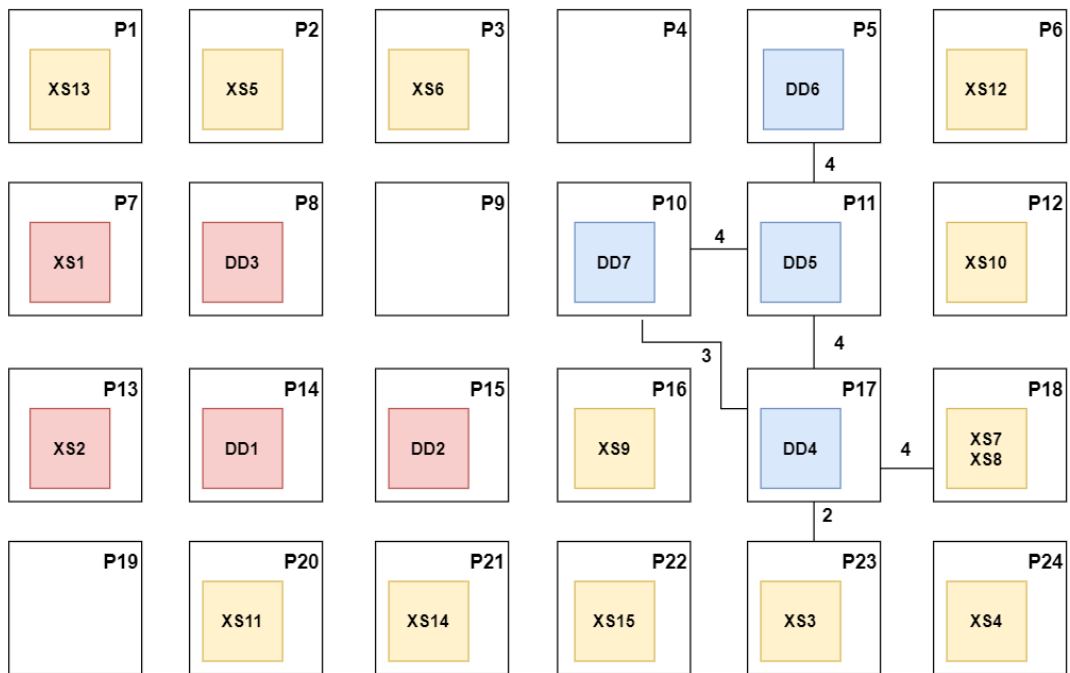 P1
P2
P3
P4
P5
P6
XS13
XS5
XS6
DD6
XS12
4
P7
P8
P9
P10
P11
P12
XS1
DD3
DD7
4
DD5
XS10
3
4
P13
P14
P15
P16
P17
P18
XS2
DD1
DD2
XS9
DD4
4
XS7
XS8
2
P19
P20
P21
P22
P23
P24
XS11
XS14
XS15
XS3
XS4